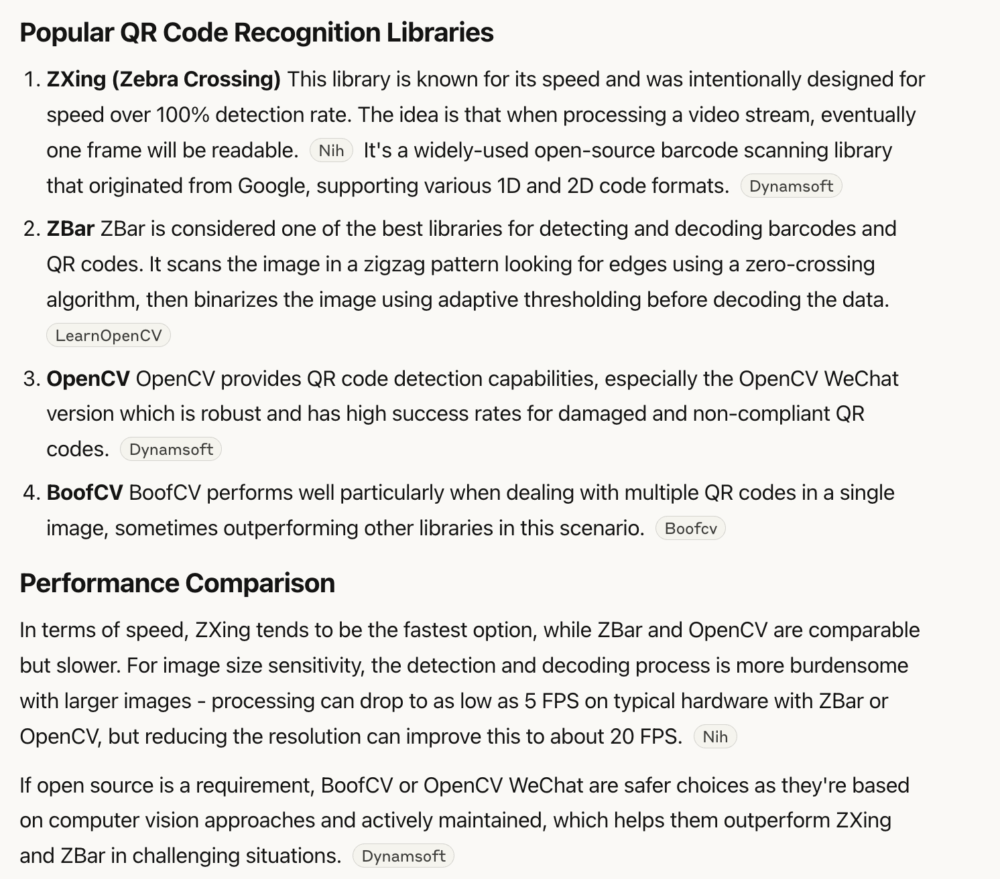 Popular QR Code Recognition Libraries
1. ZXing (Zebra Crossing) This library is known for its speed and was intentionally designed for
speed over 100% detection rate. The idea is that when processing a video stream, eventually
one frame will be readable. Nih It's a widely-used open-source barcode scanning library
that originated from Google, supporting various 1D and 2D code formats. Dynamsoft
2. ZBar ZBar is considered one of the best libraries for detecting and decoding barcodes and
QR codes. It scans the image in a zigzag pattern looking for edges using a zero-crossing
algorithm, then binarizes the image using adaptive thresholding before decoding the data.
LearnOpenCV
3. OpenCV OpenCV provides QR code detection capabilities, especially the OpenCV WeChat
version which is robust and has high success rates for damaged and non-compliant QR
codes. Dynamsoft
4. BoofCV BoofCV performs well particularly when dealing with multiple QR codes in a single
image, sometimes outperforming other libraries in this scenario. Boofcv
Performance Comparison
In terms of speed, ZXing tends to be the fastest option, while ZBar and OpenCV are comparable
but slower. For image size sensitivity, the detection and decoding process is more burdensome
with larger images - processing can drop to as low as 5 FPS on typical hardware with ZBar or
OpenCV, but reducing the resolution can improve this to about 20 FPS. Nih
If open source is a requirement, BoofCV or OpenCV WeChat are safer choices as they're based
on computer vision approaches and actively maintained, which helps them outperform ZXing
and ZBar in challenging situations. Dynamsoft